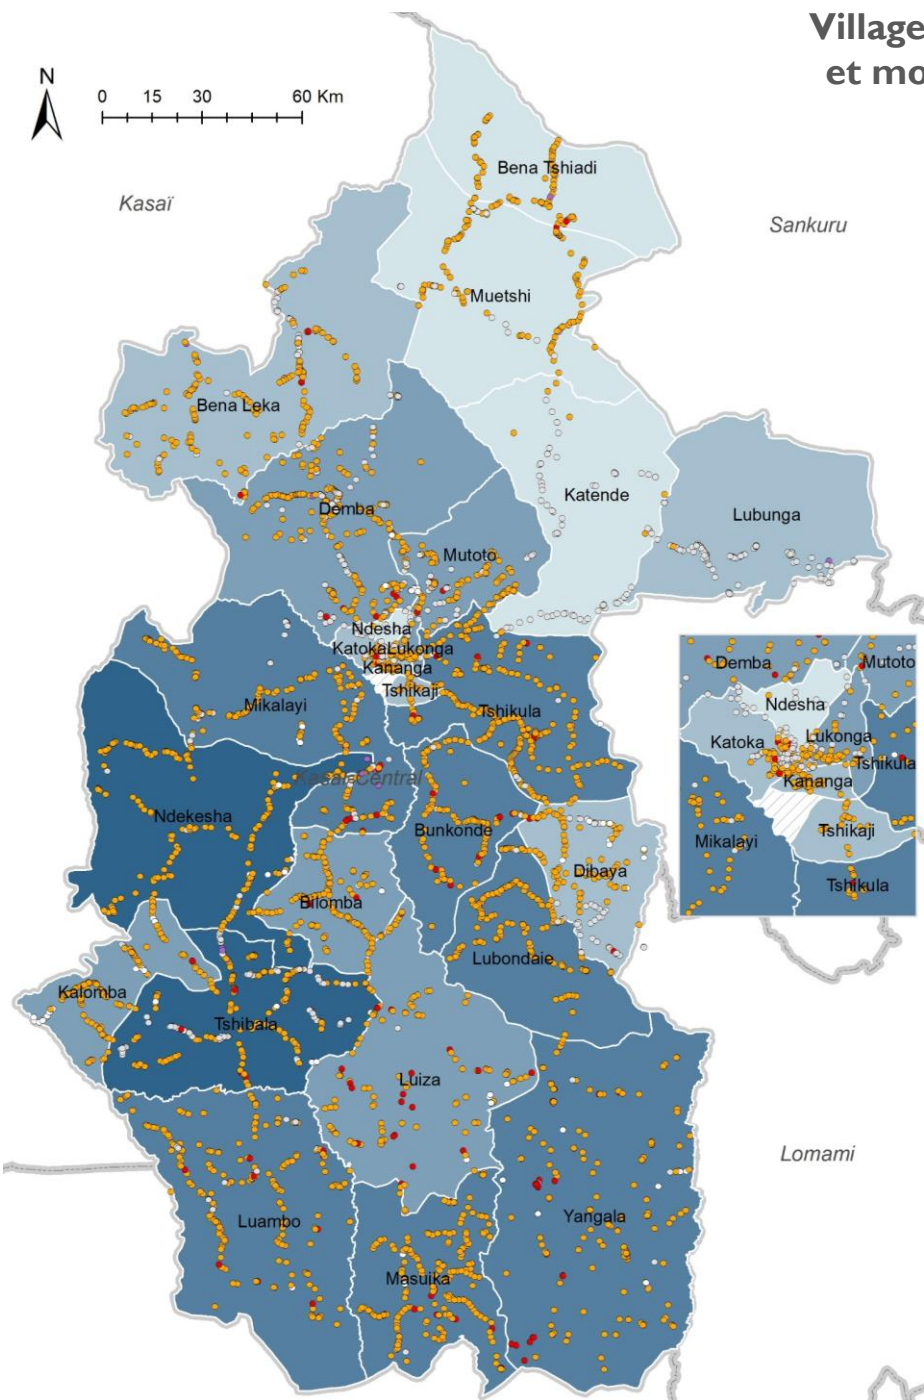 Village
et mo
N
0 15 30 60 Km
Kasaï
Sankuru
Bena Tshiadi
Muetshi
Bena Leka
Katende
Lubunga
Demba
Mutoto
Ndesha
Katoka
Lukonga
Kananga
Tshikaji
Mikalayi
Tshikula
Kasaï-Central
Ndekesha
Bunkonde
Dibaya
Bilomba
Lubondaie
Kalomba
Tshibala
Luiza
Luambo
Yangala
Masuika
Lomami
Demba
Mutoto
Ndesha
Katoka
Lukonga
Tshikula
Kananga
Mikalayi
Tshikaji
Tshikula